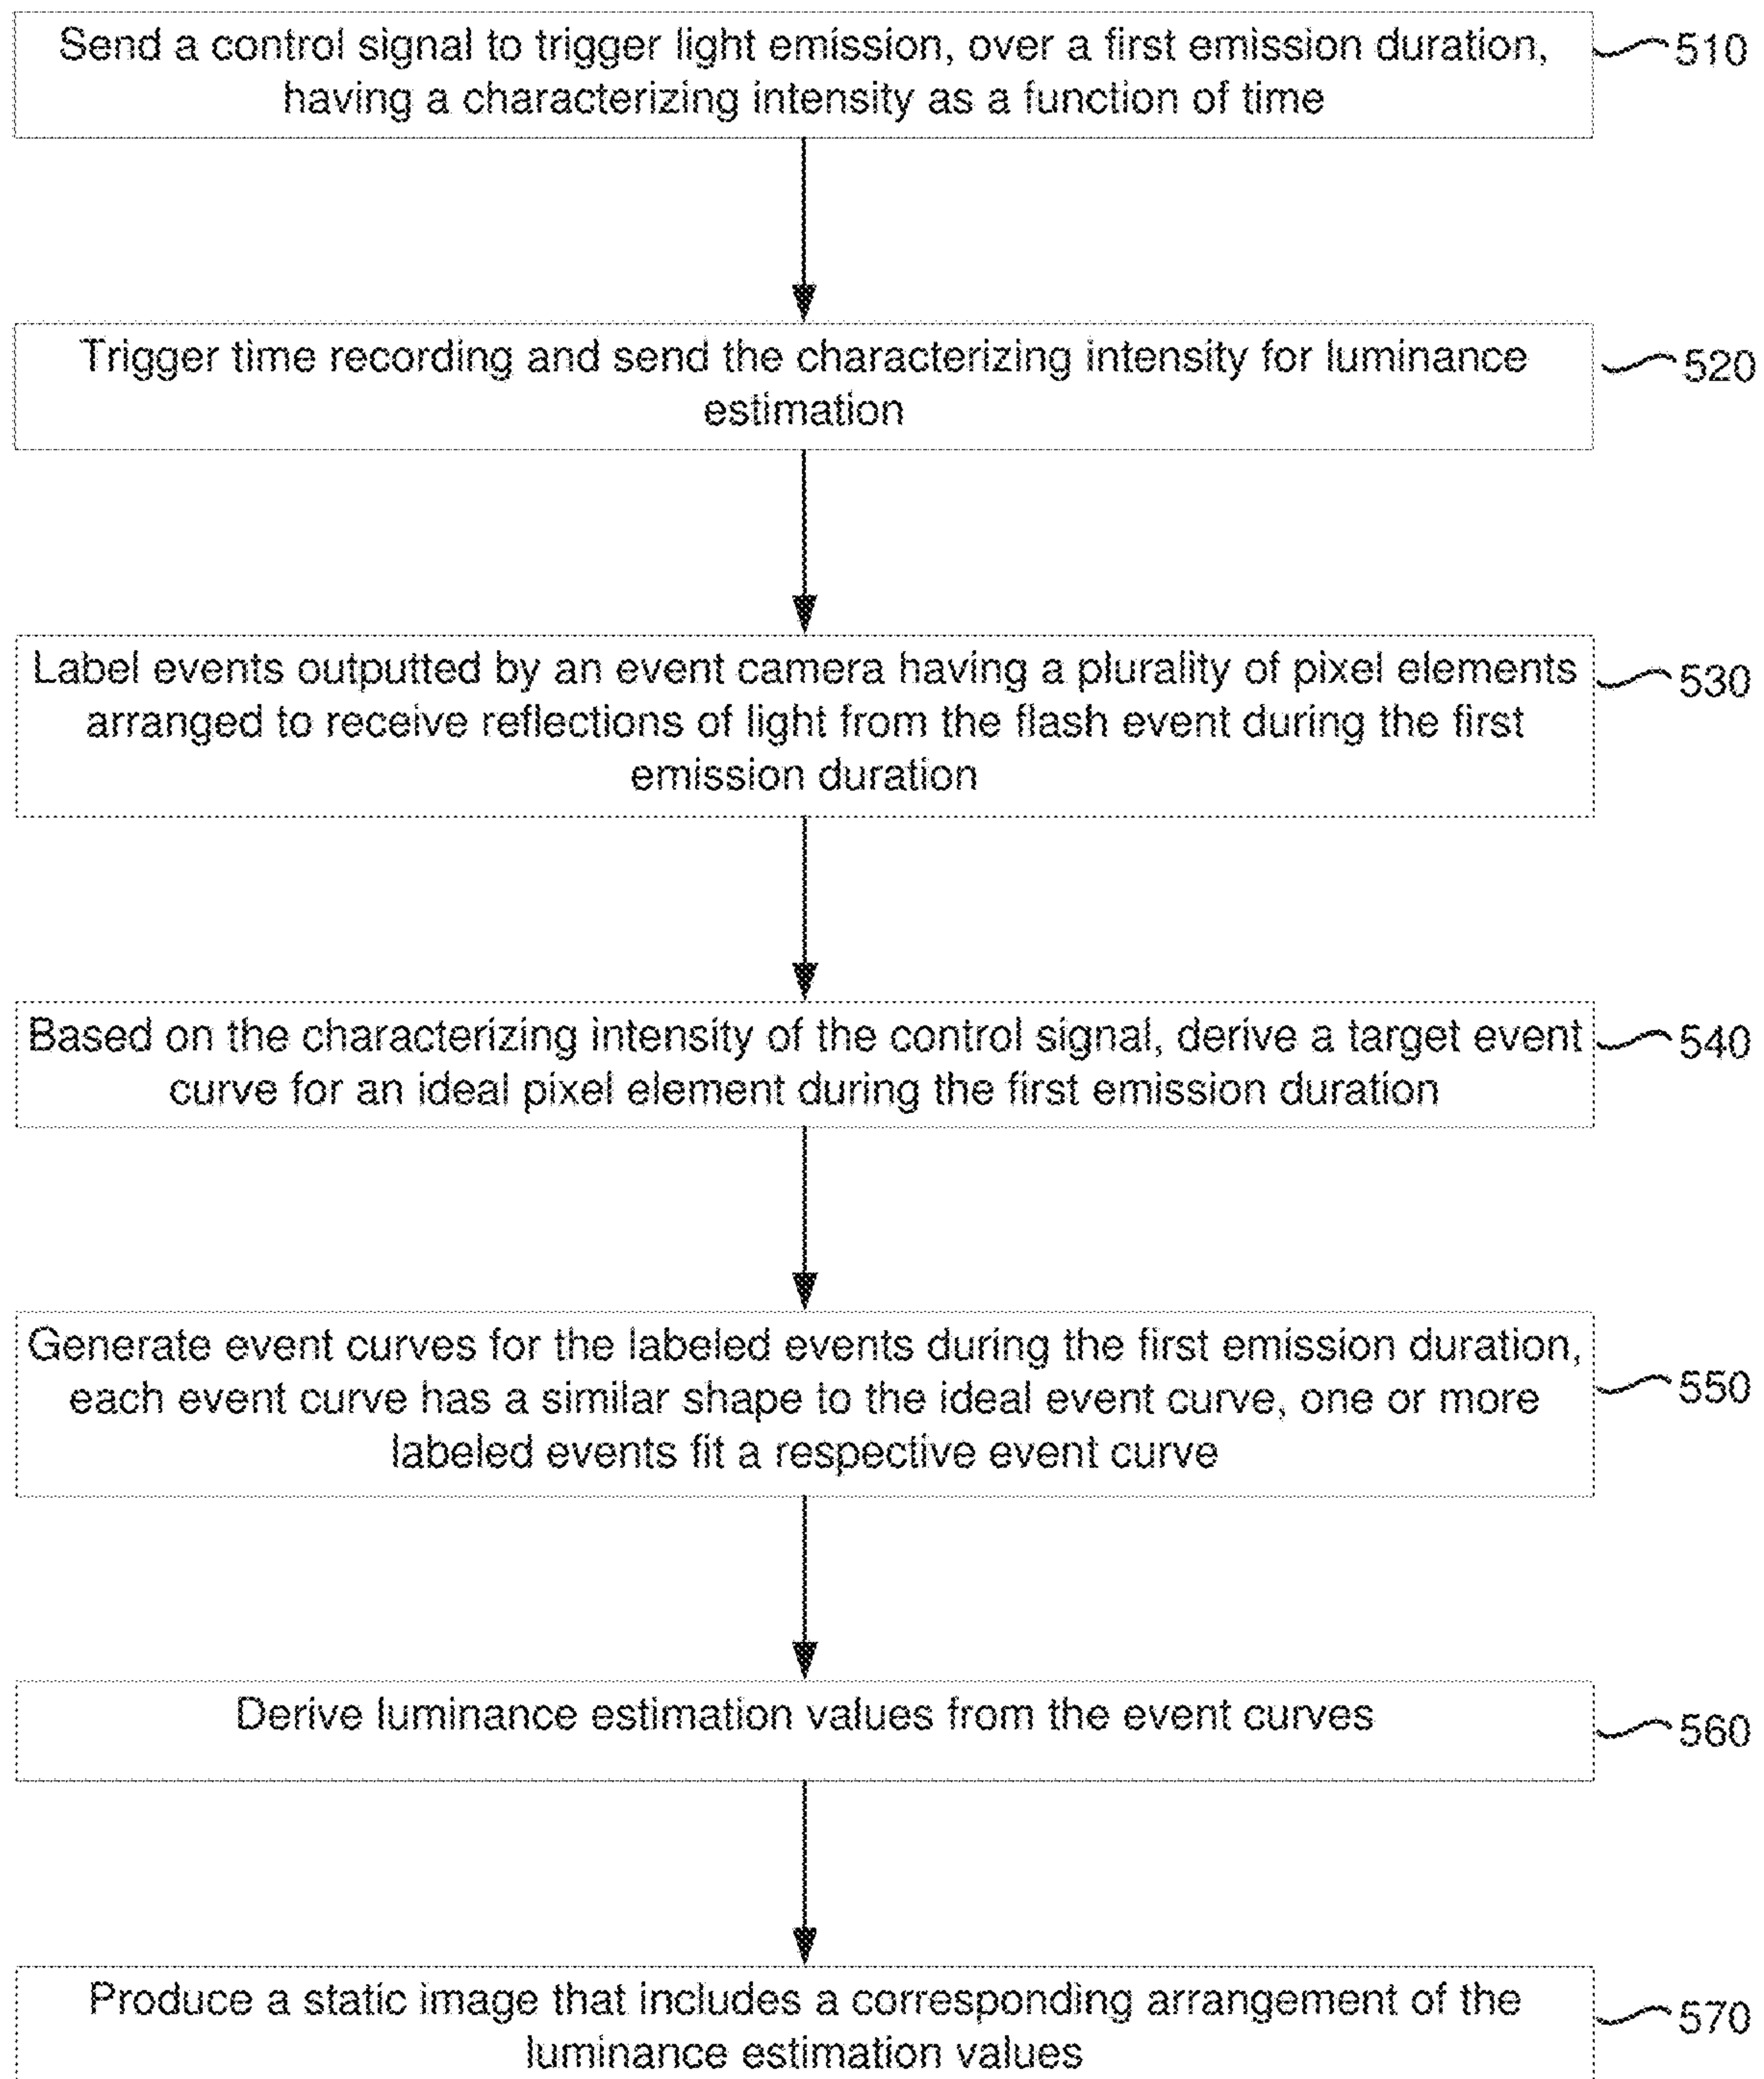 Send a control signal to trigger light emission, over a first emission duration,
having a characterizing intensity as a function of time
510
Trigger time recording and send the characterizing intensity for luminance
estimation
520
Label events outputted by an event camera having a plurality of pixel elements
arranged to receive reflections of light from the flash event during the first
emission duration
530
Based on the characterizing intensity of the control signal, derive a target event
curve for an ideal pixel element during the first emission duration
540
Generate event curves for the labeled events during the first emission duration,
each event curve has a similar shape to the ideal event curve, one or more
labeled events fit a respective event curve
550
Derive luminance estimation values from the event curves
560
Produce a static image that includes a corresponding arrangement of the
luminance estimation values
570